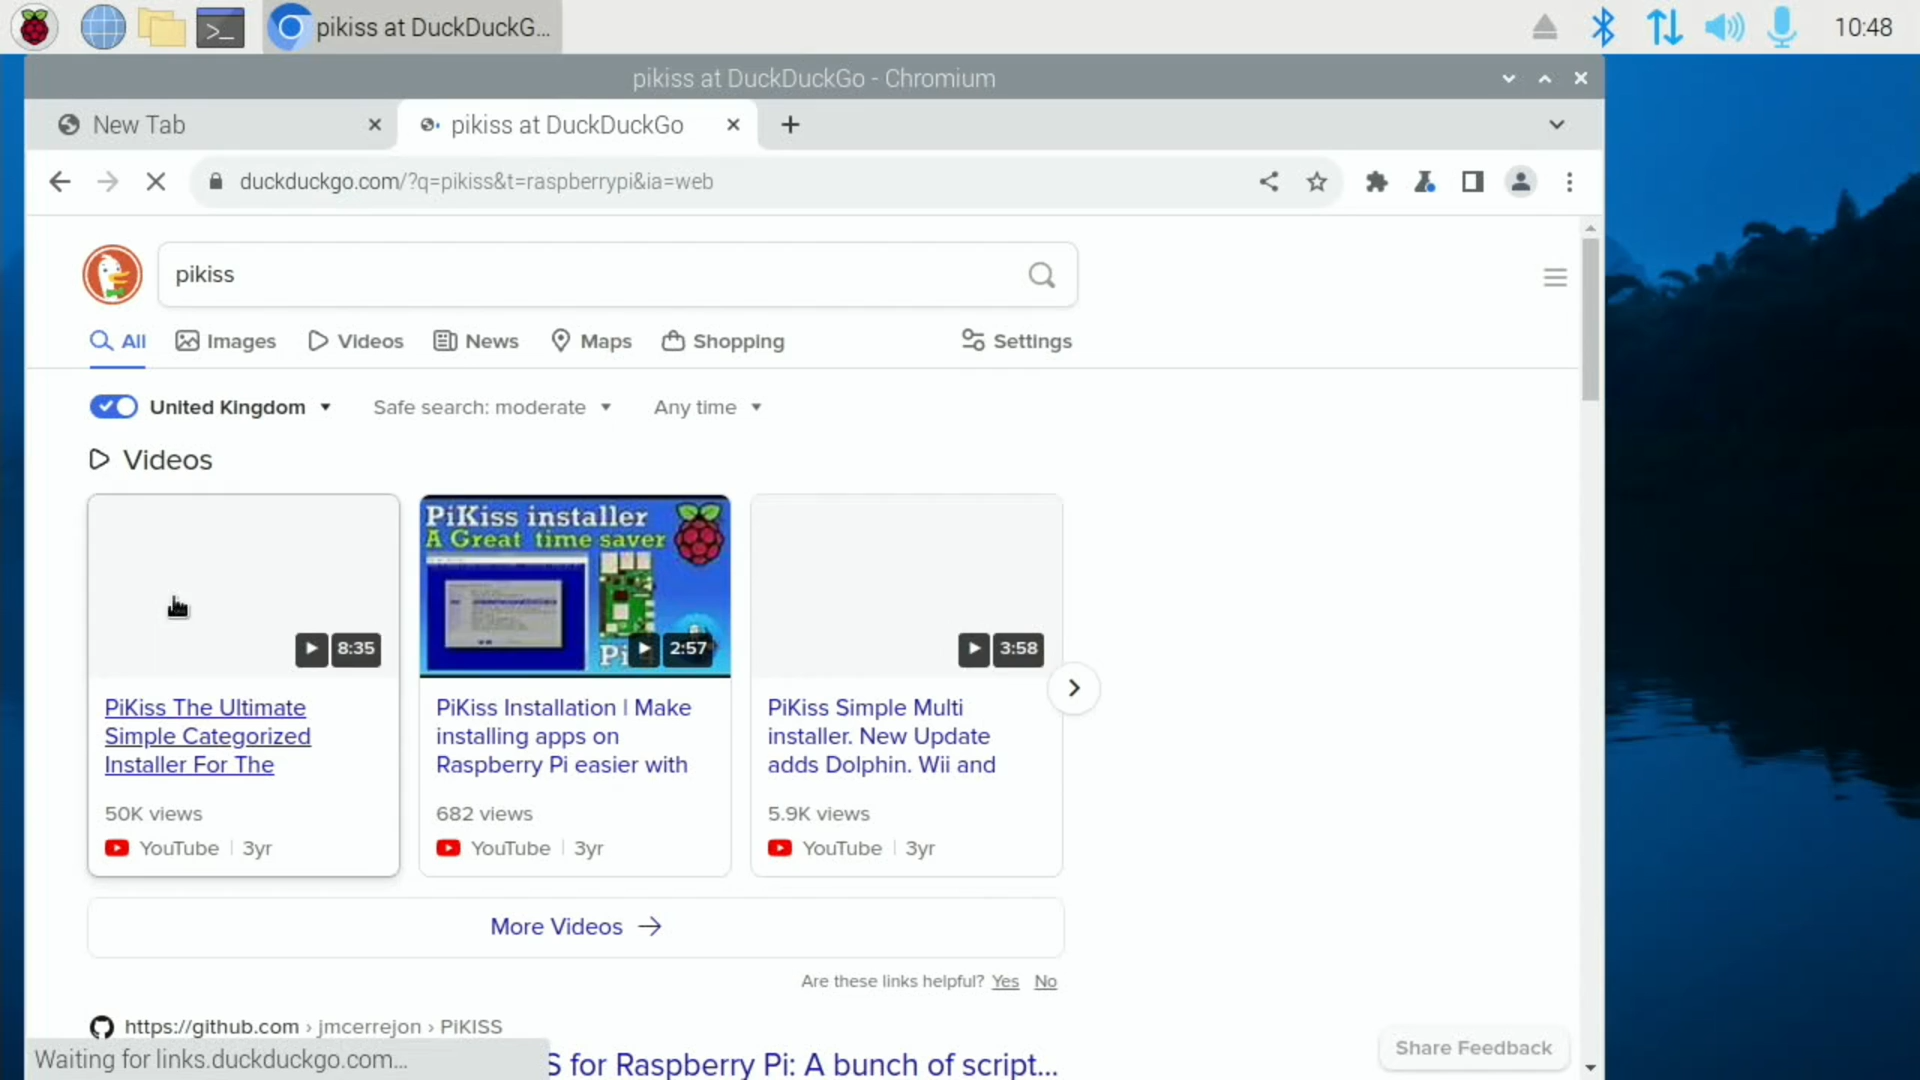 pikiss at DuckDuckG...
10:48
pikiss at DuckDuckGo - Chromium
New Tab
pikiss at DuckDuckGo
duckduckgo.com/?q=pikiss&t=raspberrypi&ia=web
pikiss
All
Images
Videos
News
Maps
Shopping
Settings
United Kingdom
Safe search: moderate
Any time
Videos
8:35
PiKiss installer
A Great time saver
Pi
2:57
3:58
PiKiss The Ultimate
Simple Categorized
Installer For The
50K views
YouTube
3yr
PiKiss Installation | Make
installing apps on
Raspberry Pi easier with
682 views
YouTube
3yr
PiKiss Simple Multi
installer. New Update
adds Dolphin. Wii and
5.9K views
YouTube
3yr
More Videos
Are these links helpful? Yes No
https://github.com › jmcerrejon › PiKISS
S for Raspberry Pi: A bunch of script...
Share Feedback
Waiting for links.duckduckgo.com...